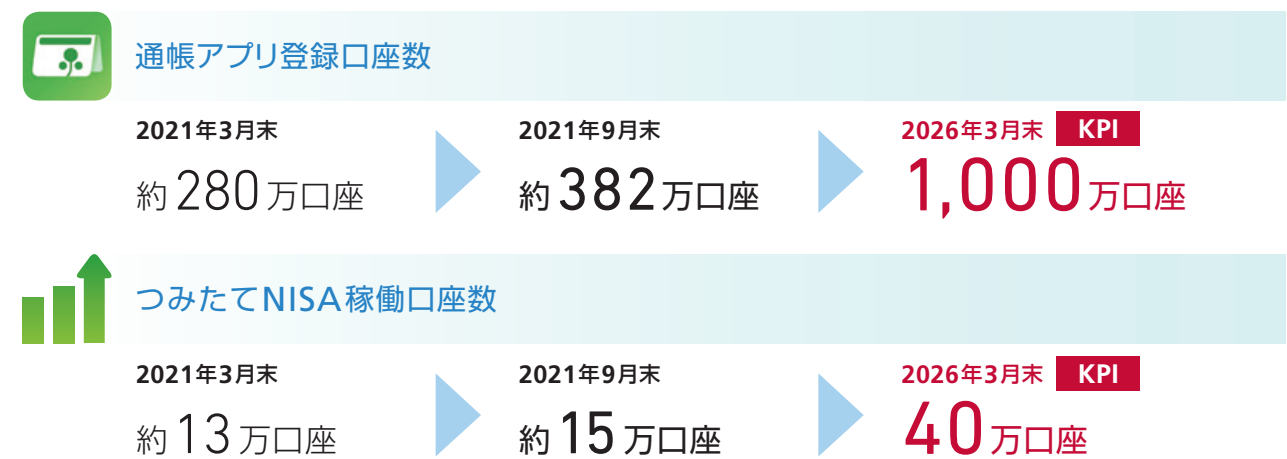 通帳アプリ登録口座数
2021年3月末
約280万口座
2021年9月末
約382万口座
2026年3月末 KPI
1,000万口座
つみたてNISA稼働口座数
2021年3月末
約13万口座
2021年9月末
約15万口座
2026年3月末 KPI
40万口座